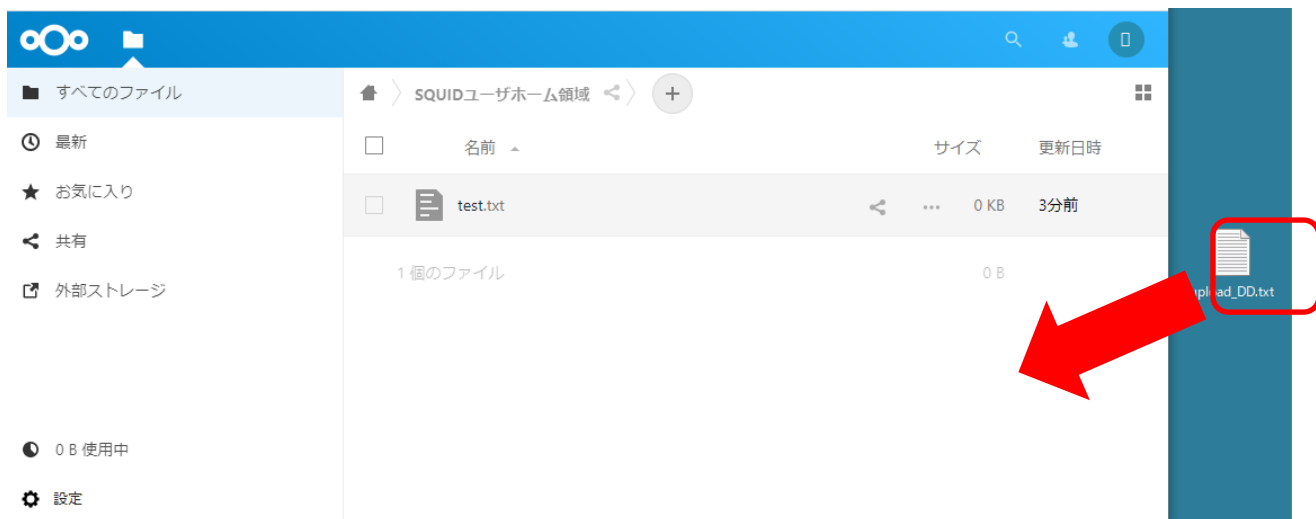 すべてのファイル
最新
お気に入り
共有
外部ストレージ
0 B 使用中
設定
SQUIDユーザホーム領域
+
名前
サイズ
更新日時
test.txt
...
0 KB
3分前
1 個のファイル
0 B
upload_DD.txt